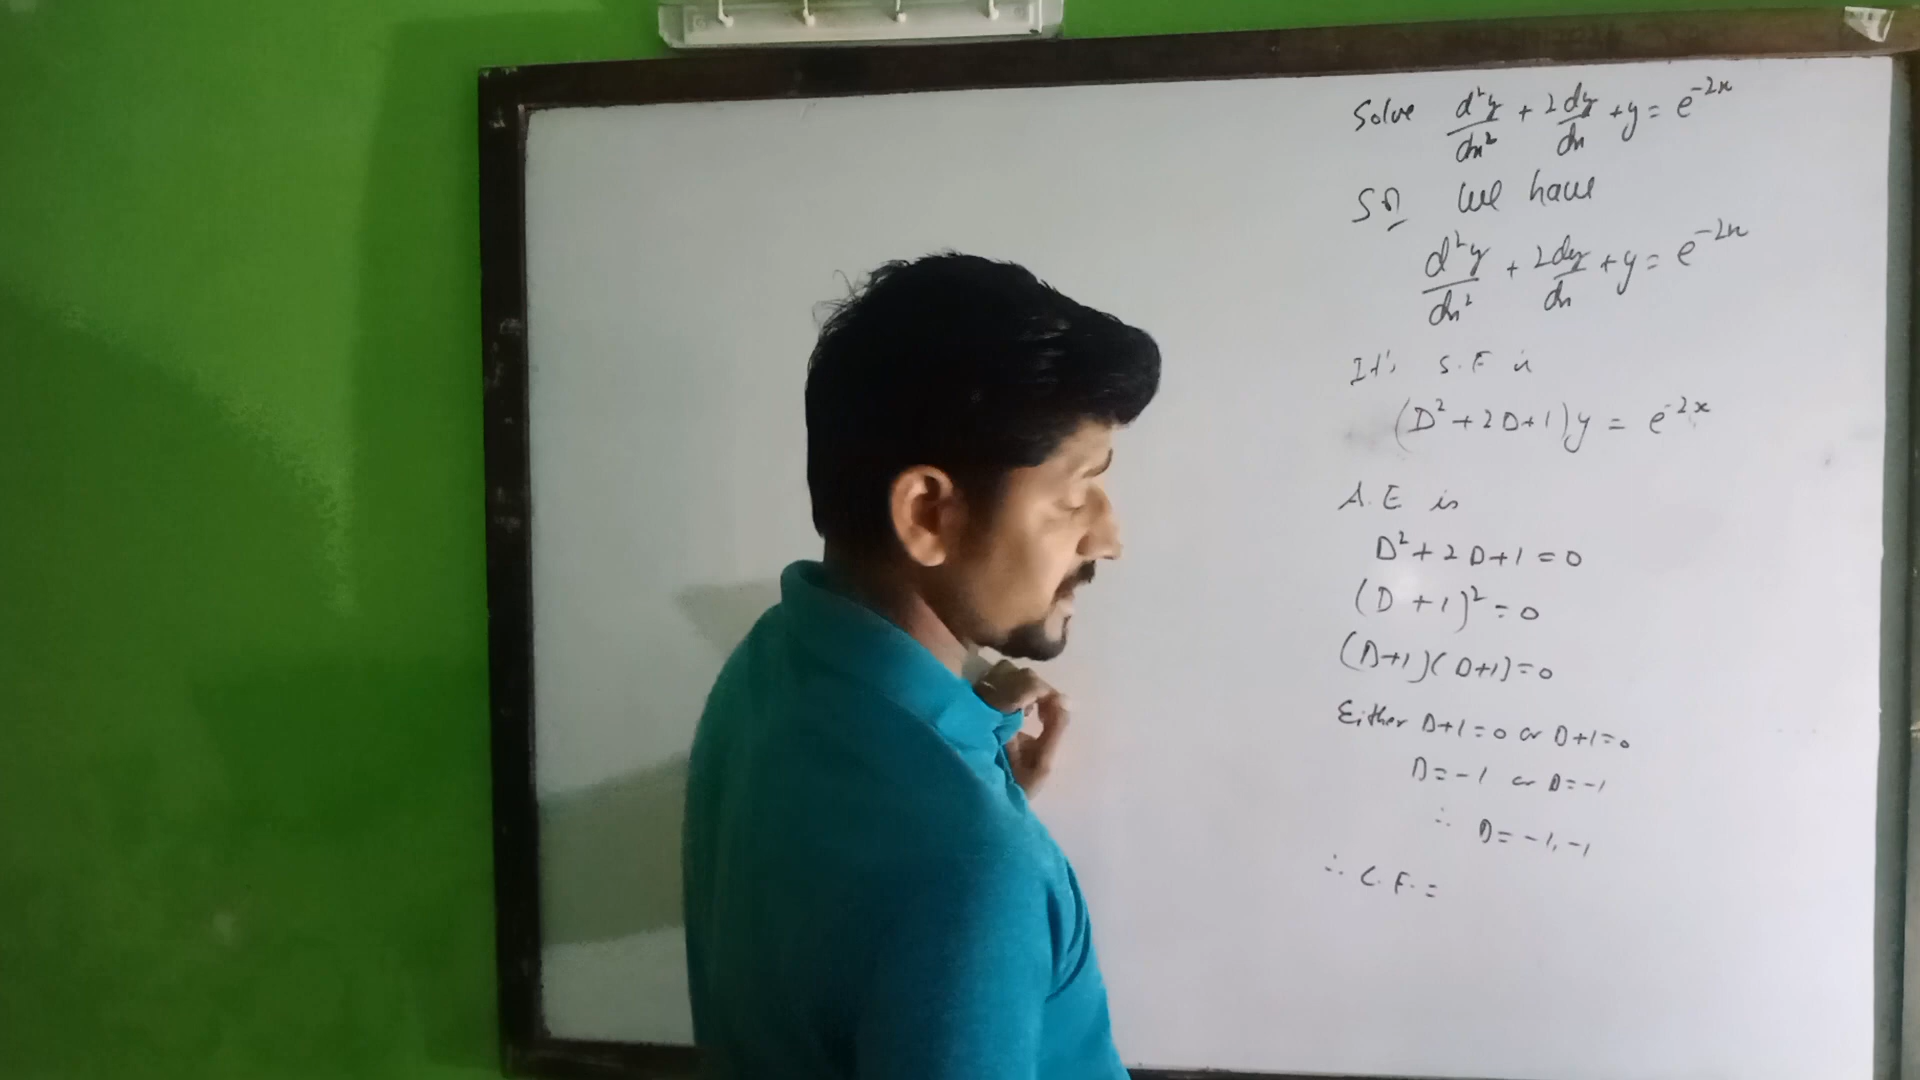 Solve d²y/dx² + 2dy/dx + y = e^-2x
Sol We have
d²y/dx² + 2dy/dx + y = e^-2x
It's S.F is
(D² + 2D+1)y = e^-2x
A.E is
D² + 2D+1 = 0
(D +1)² = 0
(D+1)(D+1) = 0
Either D+1=0 or D+1=0
D=-1 or D=-1
∴ D= -1, -1
∴ C.F. =